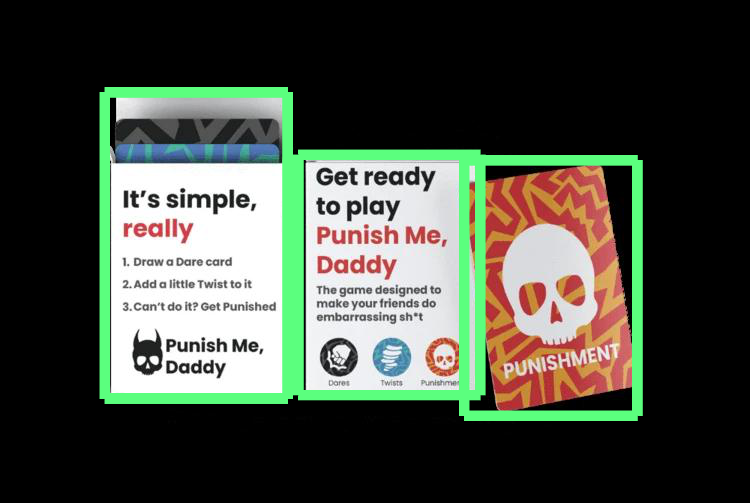 It's simple,
really
1. Draw a Dare card
2. Add a little Twist to it
3. Can't do it? Get Punished
Punish Me,
Daddy
Get ready
to play
Punish Me,
Daddy
The game designed to
make your friends do
embarrassing sh*t
Dares Twists Punishmen
PUNISHMENT